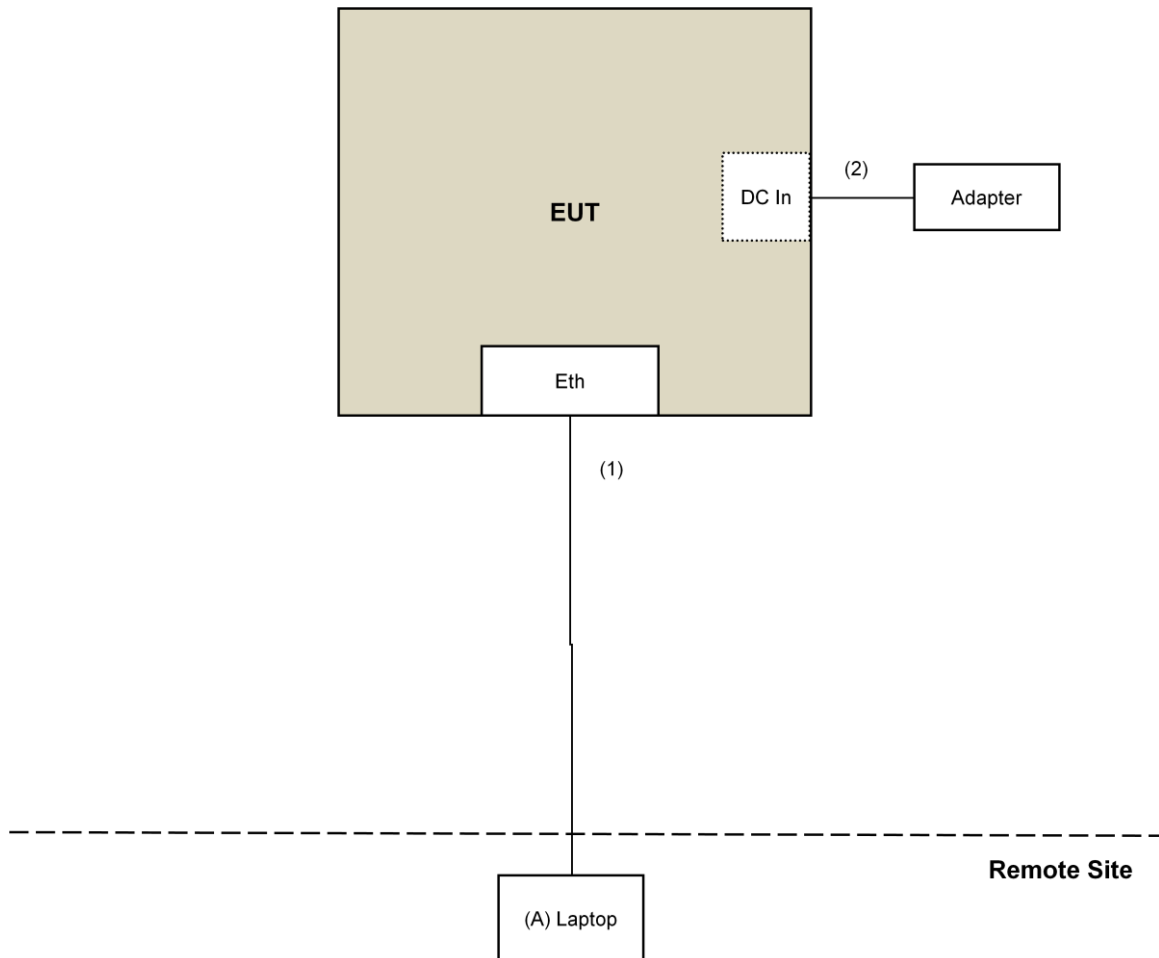 (2)
DC In
Adapter
EUT
Eth
(1)
Remote Site
(A) Laptop